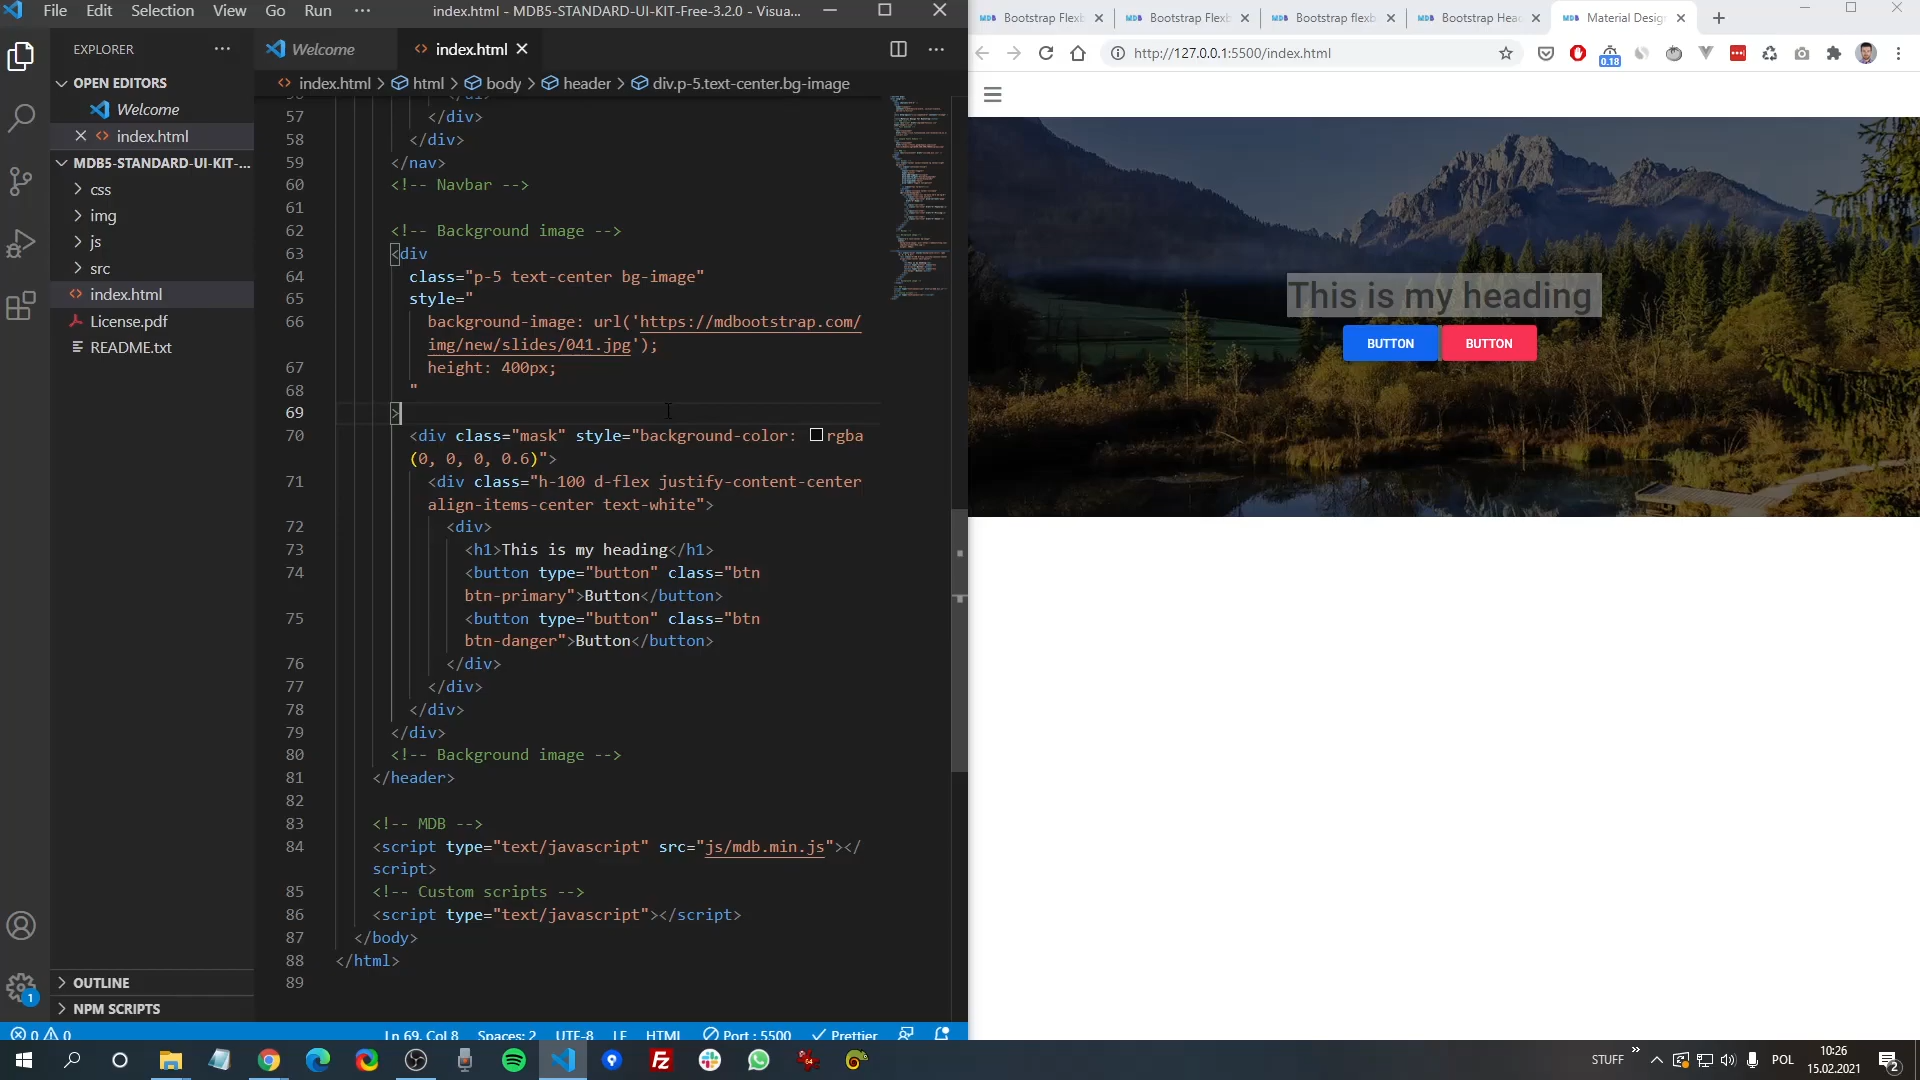 File Edit Selection View Go Run ··· index.html - MDB5-STANDARD-UI-KIT-Free-3.2.0 - Visua...
EXPLORER
Welcome
index.html
index.html > html > body > header > div.p-5.text-center.bg-image
OPEN EDITORS
Welcome
index.html
MDB5-STANDARD-UI-KIT-...
css
img
js
src
index.html
License.pdf
README.txt
OUTLINE
NPM SCRIPTS
57 </div>
58 </div>
59 </nav>
60 <!-- Navbar -->
61
62 <!-- Background image -->
63 <div
64 class="p-5 text-center bg-image"
65 style="
66 background-image: url('https://mdbootstrap.com/
img/new/slides/041.jpg');
67 height: 400px;
68 "
69 >
70 <div class="mask" style="background-color: rgba
(0, 0, 0, 0.6)">
71 <div class="h-100 d-flex justify-content-center
align-items-center text-white">
72 <div>
73 <h1>This is my heading</h1>
74 <button type="button" class="btn
btn-primary">Button</button>
75 <button type="button" class="btn
btn-danger">Button</button>
76 </div>
77 </div>
78 </div>
79 </div>
80 <!-- Background image -->
81 </header>
82
83 <!-- MDB -->
84 <script type="text/javascript" src="js/mdb.min.js"></
script>
85 <!-- Custom scripts -->
86 <script type="text/javascript"></script>
87 </body>
88 </html>
89
0 0 Ln 69, Col 8 Spaces: 2 UTF-8 LF HTML Port : 5500 Prettier
1
Bootstrap Flexb
Bootstrap Flexb
Bootstrap flexb
Bootstrap Head
Material Design
http://127.0.0.1:5500/index.html
0.18
This is my heading
BUTTON BUTTON
STUFF
POL
10:26
15.02.2021
2